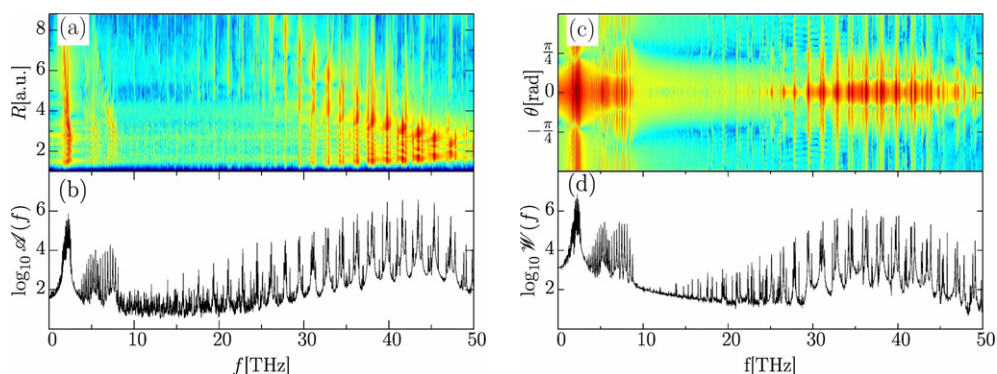 (a)
R[a.u.]
8
6
4
2
(b)
log₁₀ 𝒜(f)
6
4
2
0 10 20 30 40 50
f[THz]
(c)
θ[rad]
π/4
0
−π/4
(d)
log₁₀ 𝒲(f)
6
4
2
0 10 20 30 40 50
f[THz]